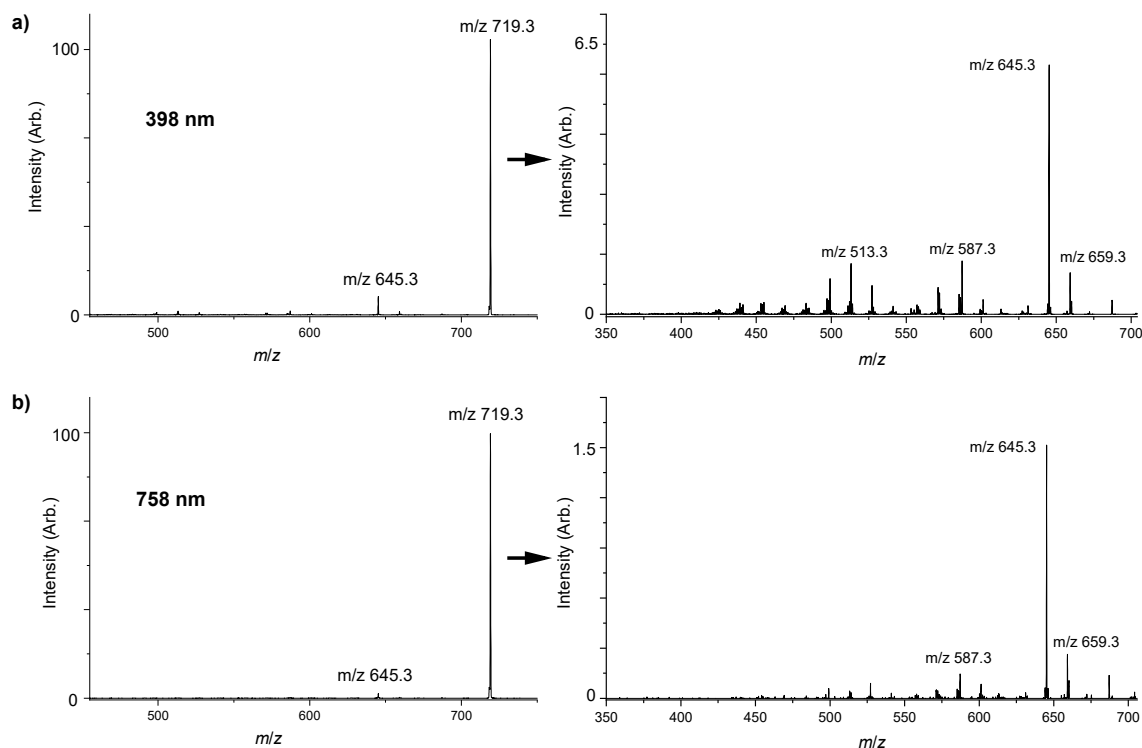 a)
m/z 719.3
100
398 nm
m/z 645.3
0
500
600
700
m/z
Intensity (Arb.)
6.5
m/z 645.3
m/z 513.3
m/z 587.3
m/z 659.3
0
350
400
450
500
550
600
650
700
m/z
Intensity (Arb.)
b)
m/z 719.3
100
758 nm
m/z 645.3
0
500
600
700
m/z
Intensity (Arb.)
1.5
m/z 645.3
m/z 659.3
m/z 587.3
0
350
400
450
500
550
600
650
700
m/z
Intensity (Arb.)